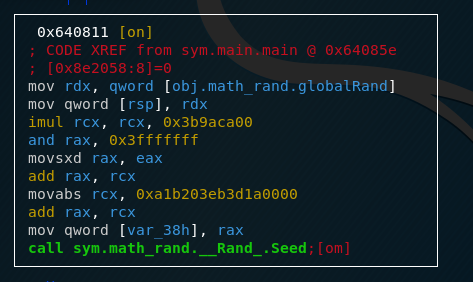 0x640811 [on]
; CODE XREF from sym.main.main @ 0x64085e
; [0x8e2058:8]=0
mov rdx, qword [obj.math_rand.globalRand]
mov qword [rsp], rdx
imul rcx, rcx, 0x3b9aca00
and rax, 0x3fffffff
movsxd rax, eax
add rax, rcx
movabs rcx, 0xa1b203eb3d1a0000
add rax, rcx
mov qword [var_38h], rax
call sym.math_rand.__Rand_.Seed;[om]